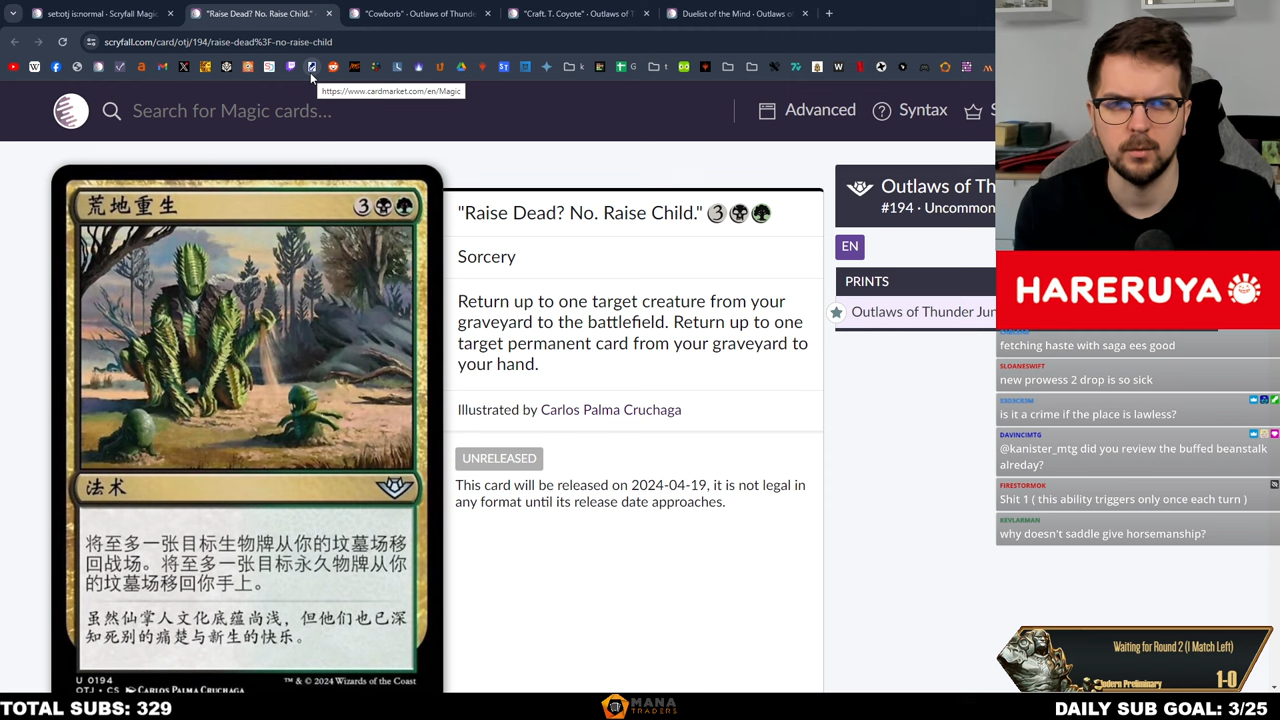 set:otj is:normal · Scryfall Magic
"Raise Dead? No. Raise Child." ·
"Cowborb" · Outlaws of Thunde
"Craft. T. Coyote" · Outlaws of T
Duelist of the Mind · Outlaws o
scryfall.com/card/otj/194/raise-dead%3F-no-raise-child
https://www.cardmarket.com/en/Magic
Search for Magic cards...
Advanced
Syntax
S
荒地重生
3
法术
将至多一张目标生物牌从你的坟墓场移
回战场。将至多一张目标永久物牌从你
的坟墓场移回你手上。
虽然仙掌人文化底蕴尚浅，但他们也已深
知死别的痛楚与新生的快乐。
U 0194
OTJ • CS CARLOS PALMA CRUCHAGA
™ & © 2024 Wizards of the Coast
"Raise Dead? No. Raise Child." 3
Sorcery
Return up to one target creature from your
graveyard to the battlefield. Return up to one
target permanent card from your graveyard to
your hand.
Illustrated by Carlos Palma Cruchaga
UNRELEASED
This card will be released on 2024-04-19, it is not legal in
any format until its release date approaches.
Outlaws of Th
#194 · Uncommon
EN
PRINTS
Outlaws of Thunder Jun
HARERUYA
fetching haste with saga ees good
SLOANESWIFT
new prowess 2 drop is so sick
is it a crime if the place is lawless?
DAVINCIMTG
@kanister_mtg did you review the buffed beanstalk
alreday?
FIRESTORMOK
Shit 1 ( this ability triggers only once each turn )
KEVLARMAN
why doesn't saddle give horsemanship?
Waiting for Round 2 (1 Match Left)
Modern Preliminary
1-0
TOTAL SUBS: 329
MANA
TRADERS
DAILY SUB GOAL: 3/25